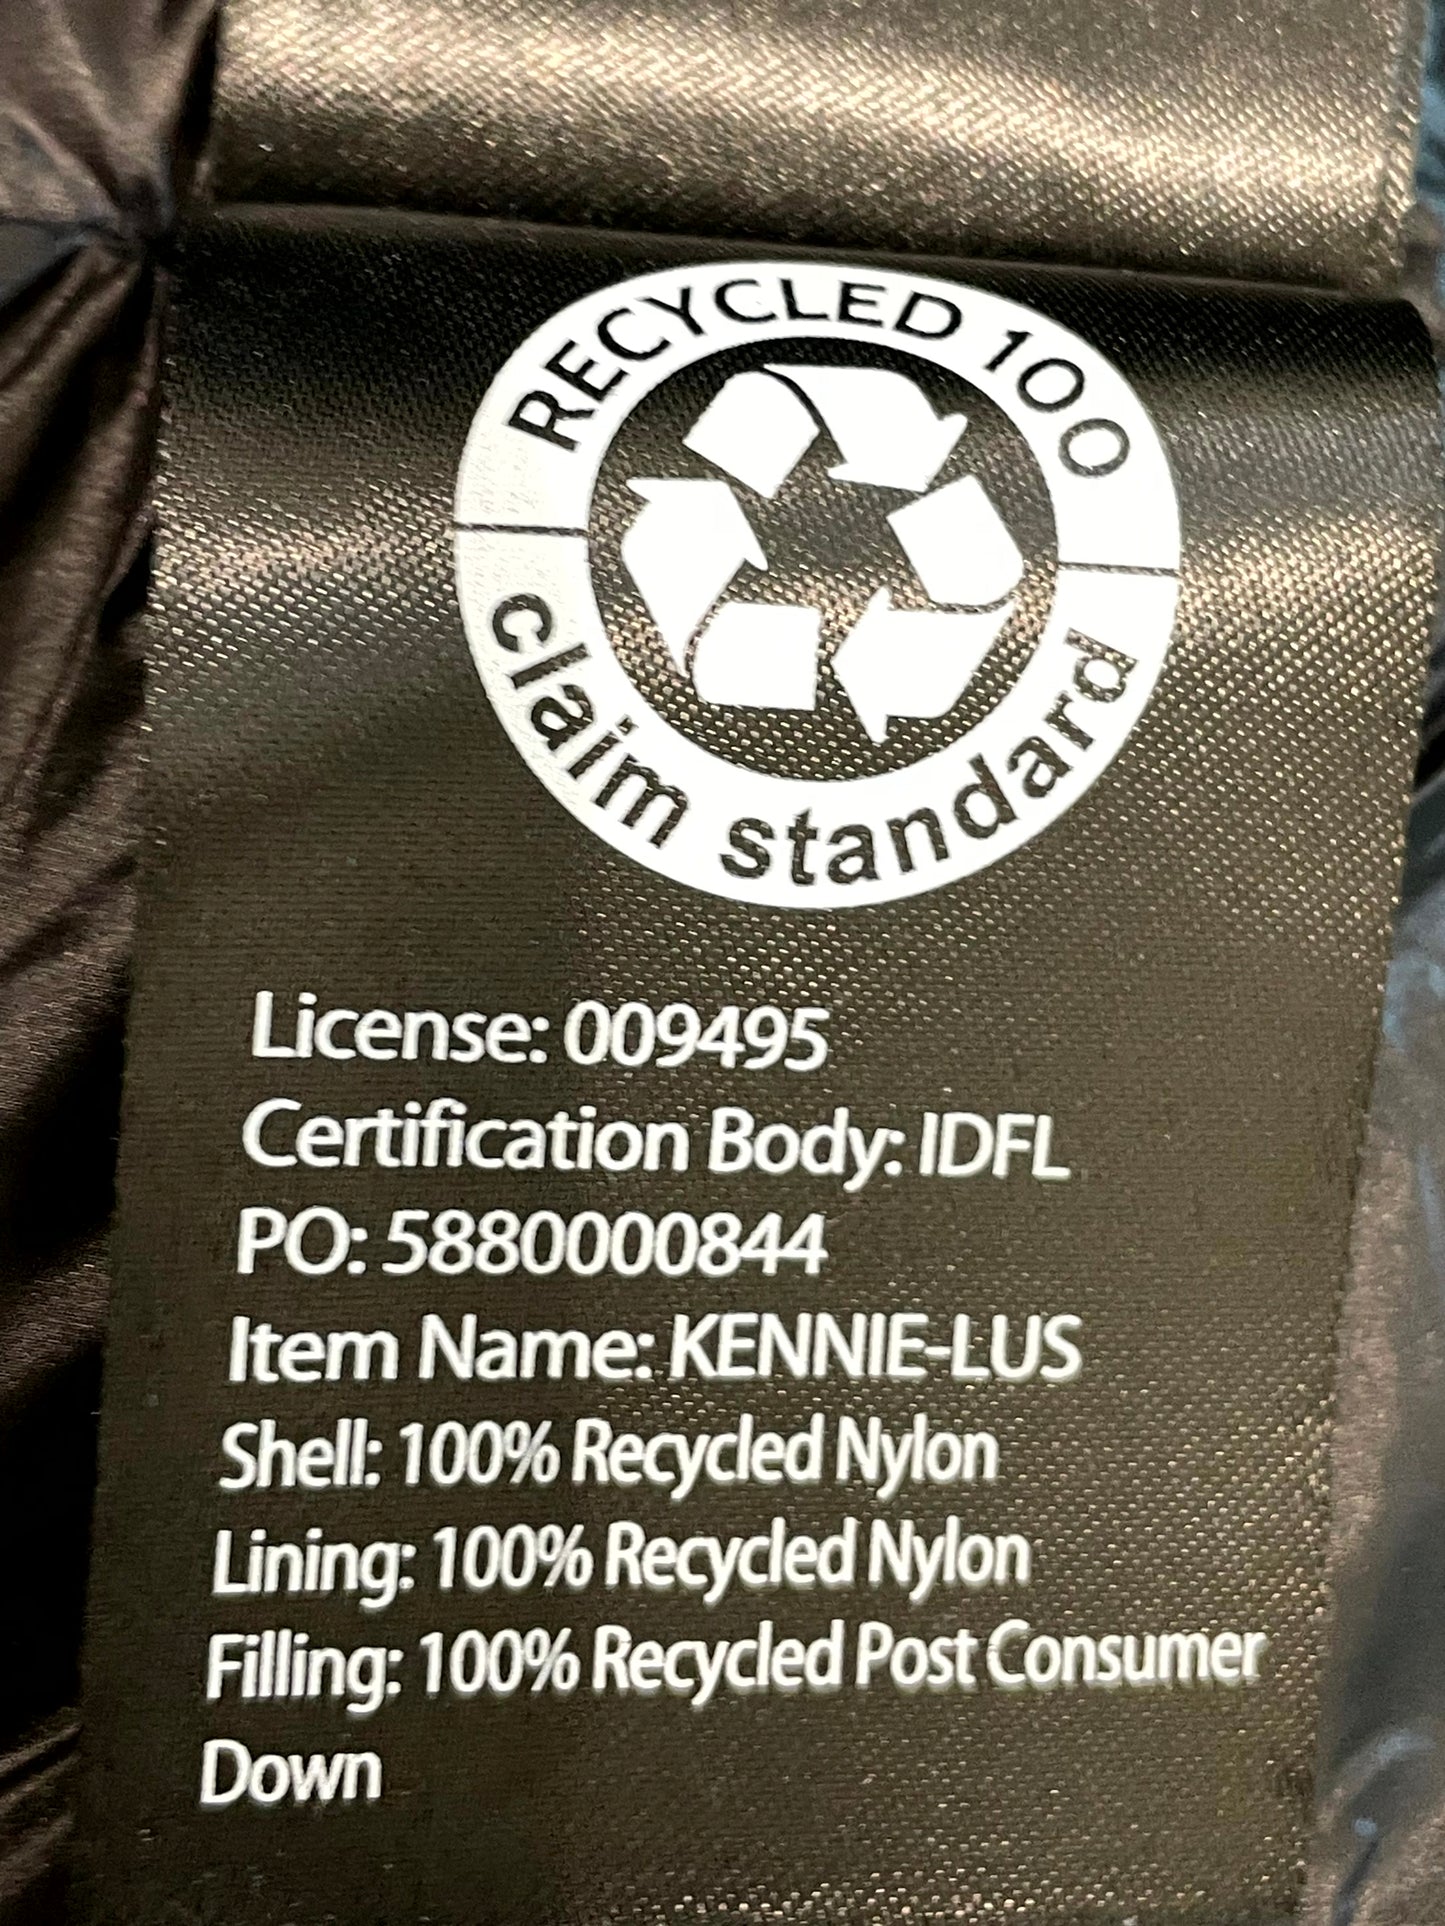 RECYCLED 100
claim standard
License: 009495
Certification Body: IDFL
PO: 5880000844
Item Name: KENNIE-LUS
Shell: 100% Recycled Nylon
Lining: 100% Recycled Nylon
Filling: 100% Recycled Post Consumer
Down